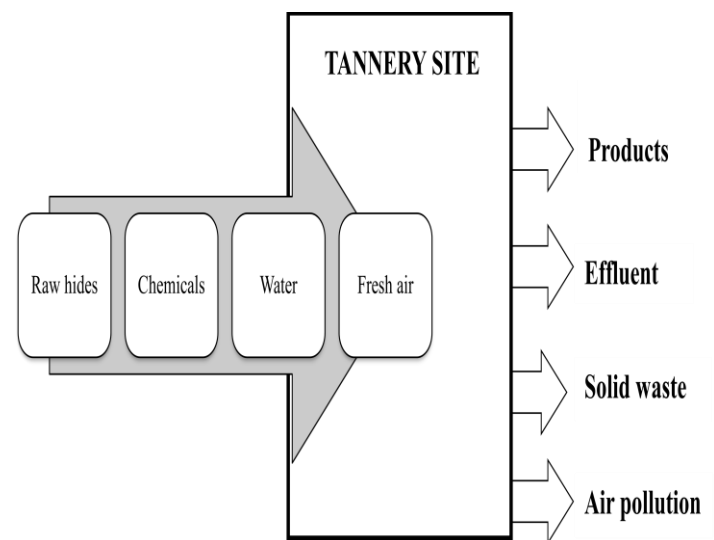 TANNERY SITE
Products
Raw hides
Chemicals
Water
Fresh air
Effluent
Solid waste
Air pollution